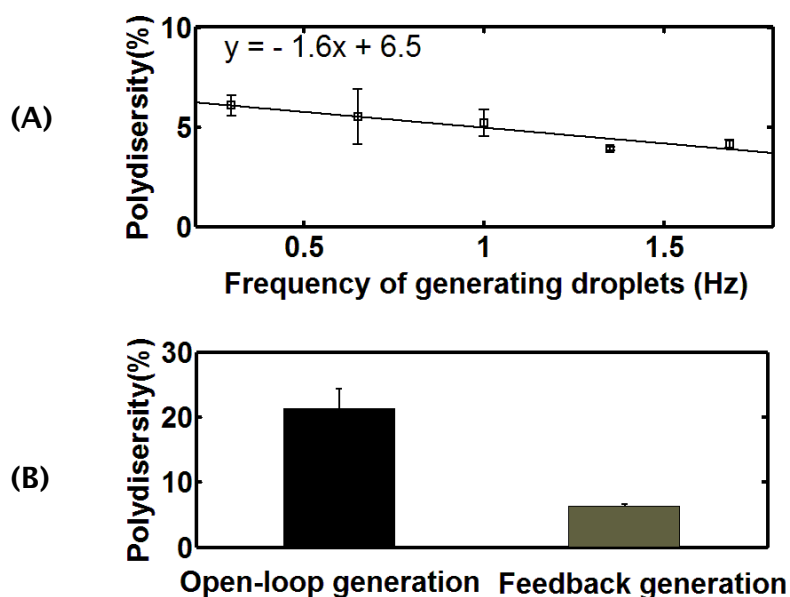 (A)
Polydisersity(%)
10
5
0
y = - 1.6x + 6.5
0.5 1 1.5
Frequency of generating droplets (Hz)
(B)
Polydisersity(%)
30
20
10
0
Open-loop generation Feedback generation